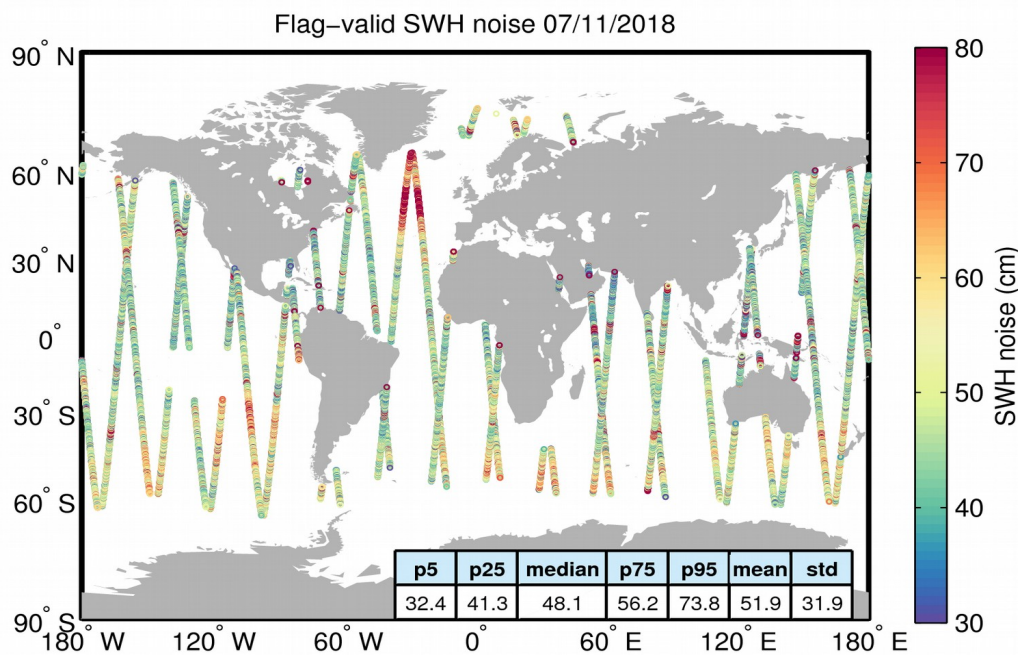 Flag−valid SWH noise 07/11/2018
90° N
60° N
30° N
0°
30° S
60° S
90° S
180° W
120° W
60° W
0°
60° E
120° E
180° E
p5 p25 median p75 p95 mean std
32.4 41.3 48.1 56.2 73.8 51.9 31.9
80
70
60
50
40
30
SWH noise (cm)